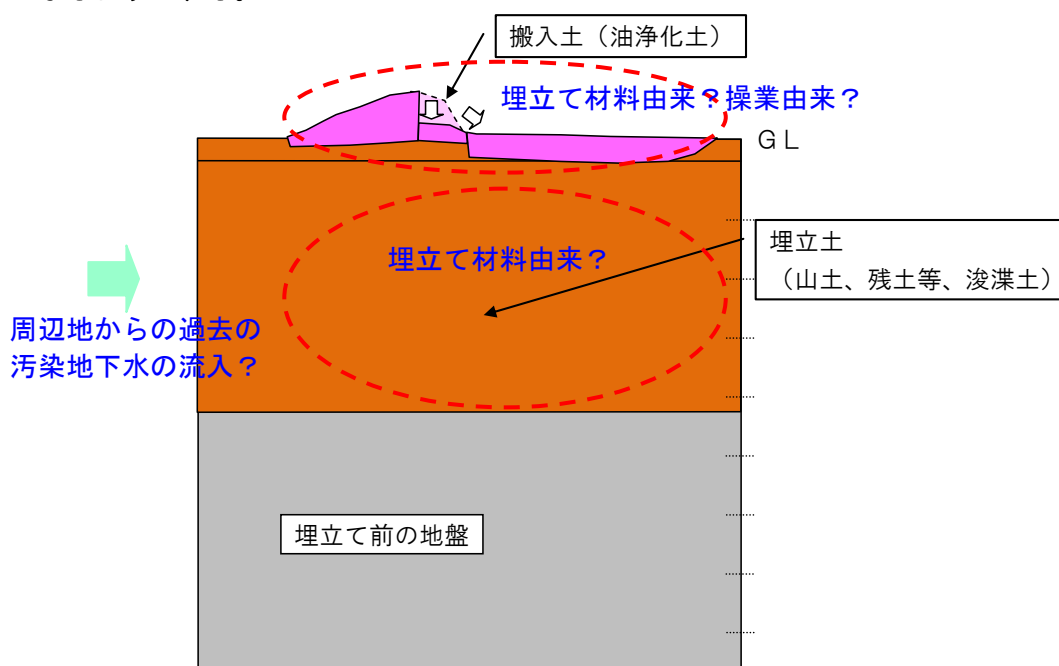 搬入土（油浄化土）
埋立て材料由来？操業由来？
ＧＬ
埋立土
（山土、残土等、浚渫土）
埋立て材料由来？
周辺地からの過去の
汚染地下水の流入？
埋立て前の地盤